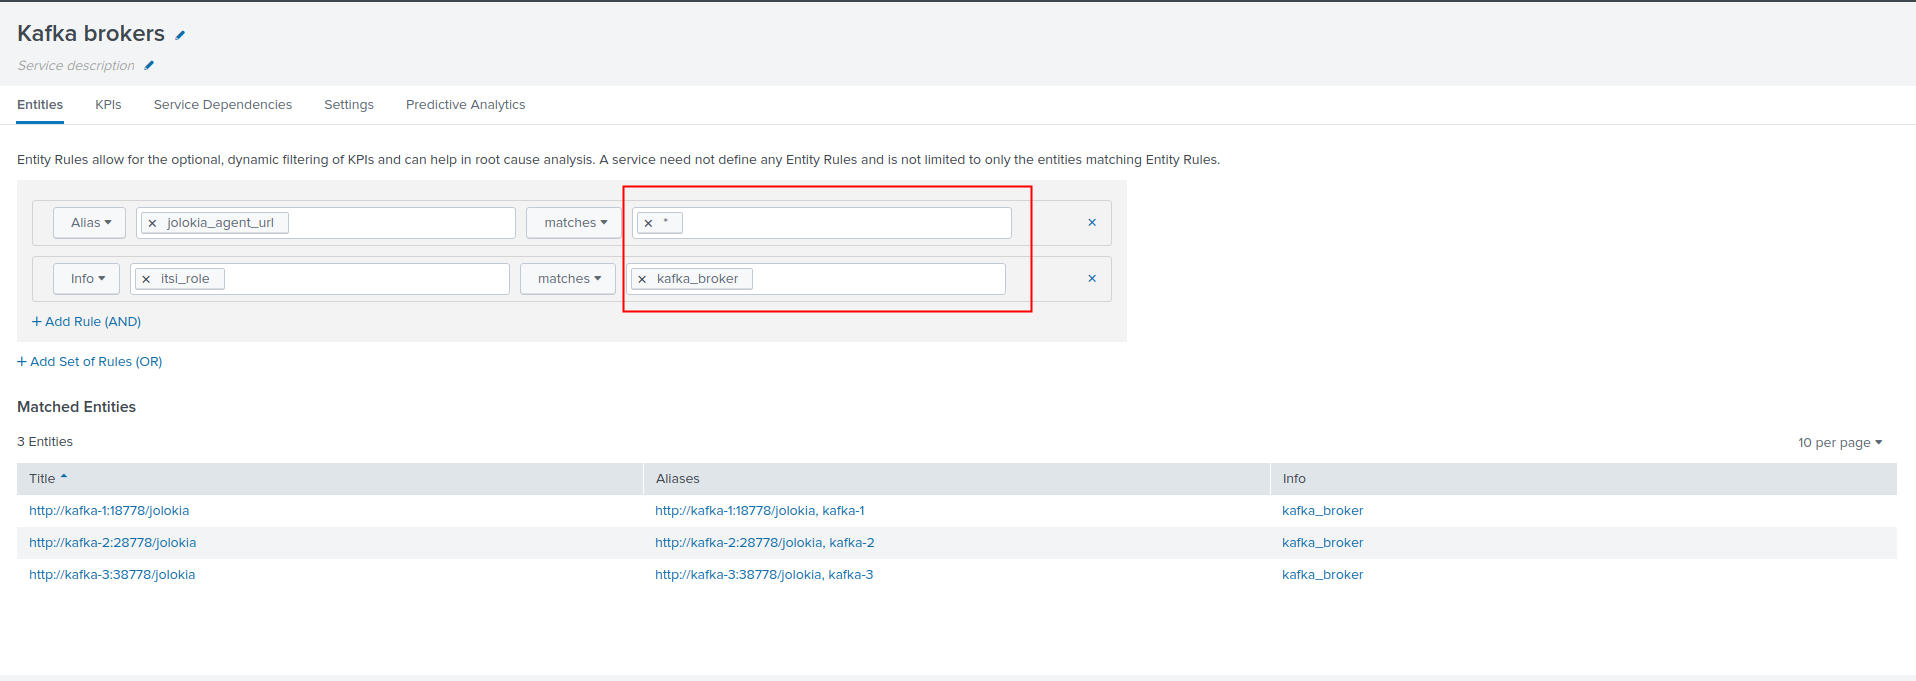 Kafka brokers
Service description
Entities KPIs Service Dependencies Settings Predictive Analytics
Entity Rules allow for the optional, dynamic filtering of KPIs and can help in root cause analysis. A service need not define any Entity Rules and is not limited to only the entities matching Entity Rules.
Alias jolokia_agent_url matches *
Info itsi_role matches kafka_broker
+ Add Rule (AND)
+ Add Set of Rules (OR)
Matched Entities
3 Entities 10 per page
Title Aliases Info
http://kafka-1:18778/jolokia http://kafka-1:18778/jolokia, kafka-1 kafka_broker
http://kafka-2:28778/jolokia http://kafka-2:28778/jolokia, kafka-2 kafka_broker
http://kafka-3:38778/jolokia http://kafka-3:38778/jolokia, kafka-3 kafka_broker